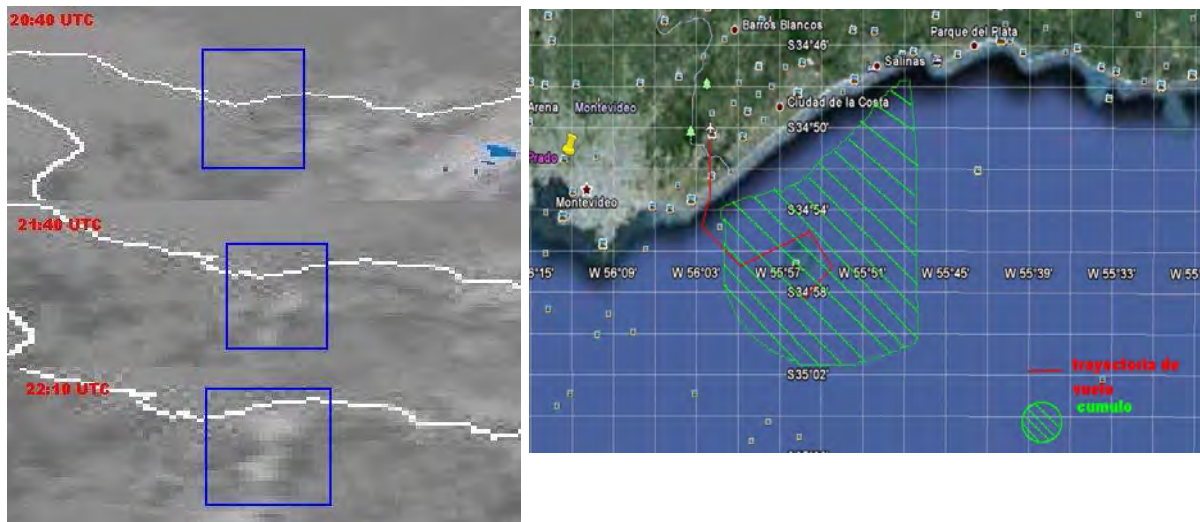 20:40 UTC
21:40 UTC
22:10 UTC
Barros Blancos
Parque del Plata
S34°46'
Salinas
Arena
Montevideo
Ciudad de la Costa
S34°50'
Prado
Montevideo
S34°54'
W 56°09'
W 56°03'
W 55°57'
W 55°51'
W 55°45'
W 55°39'
W 55°33'
S34°58'
S35°02'
trayectoria de
vuelo
cumulo